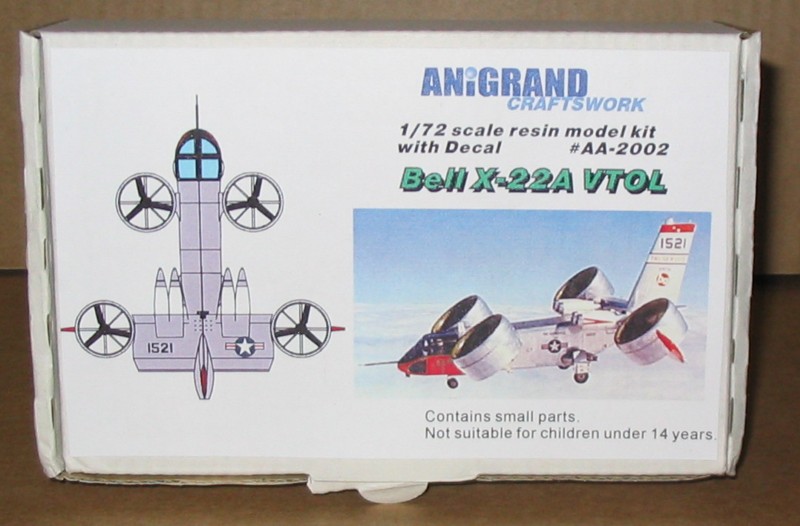 ANiGRAND
CRAFTSWORK
1/72 scale resin model kit
with Decal #AA-2002
Bell X-22A VTOL
1521
1521
Contains small parts.
Not suitable for children under 14 years.